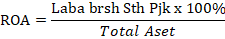 ROA = Laba brsh Sth Pjk x 100%
Total Aset